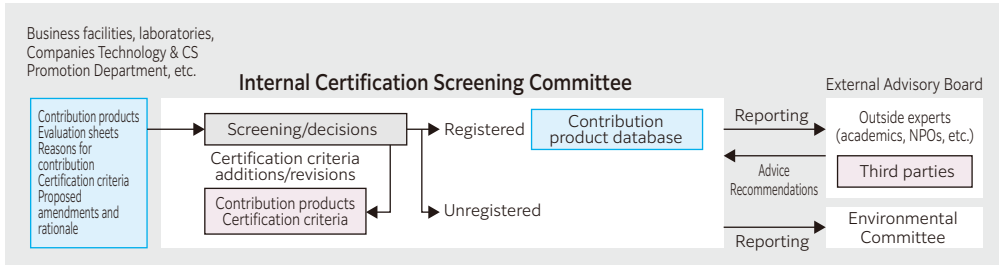 Business facilities, laboratories,
Companies Technology & CS
Promotion Department, etc.
Contribution products
Evaluation sheets
Reasons for
contribution
Certification criteria
Proposed
amendments and
rationale
Internal Certification Screening Committee
Screening/decisions
Certification criteria
additions/revisions
Contribution products
Certification criteria
Registered
Unregistered
Contribution
product database
Reporting
Advice
Recommendations
Reporting
External Advisory Board
Outside experts
(academics, NPOs, etc.)
Third parties
Environmental
Committee